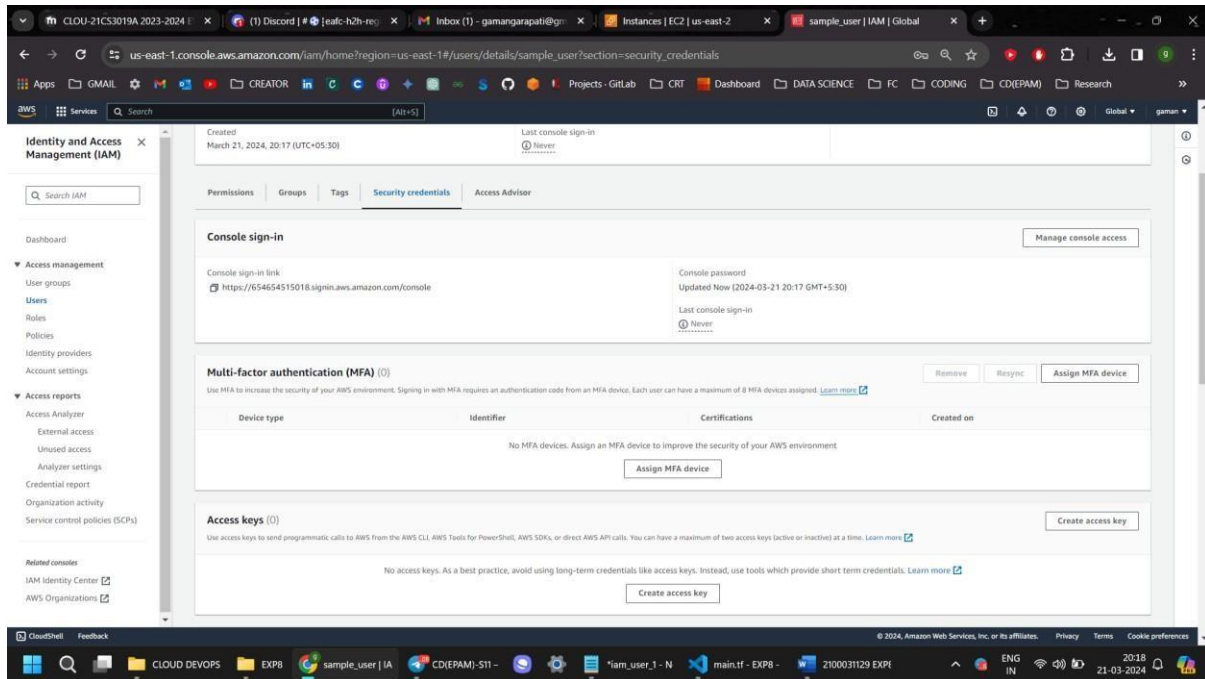 CLOU-21CS3019A 2023-2024 E
(1) Discord | # eafc-h2h-reg
Inbox (1) - gamangarapati@gm
Instances | EC2 | us-east-2
sample_user | IAM | Global
us-east-1.console.aws.amazon.com/iam/home?region=us-east-1#/users/details/sample_user?section=security_credentials
Apps GMAIL CREATOR Projects · GitLab CRT Dashboard DATA SCIENCE FC CODING CD(EPAM) Research »
aws Services Search [Alt+S] Global gaman
Identity and Access
Management (IAM)
Search IAM
Dashboard
Access management
User groups
Users
Roles
Policies
Identity providers
Account settings
Access reports
Access Analyzer
External access
Unused access
Analyzer settings
Credential report
Organization activity
Service control policies (SCPs)
Related consoles
IAM Identity Center
AWS Organizations
Created
March 21, 2024, 20:17 (UTC+05:30)
Last console sign-in
Never
Permissions Groups Tags Security credentials Access Advisor
Console sign-in
Manage console access
Console sign-in link
https://654654515018.signin.aws.amazon.com/console
Console password
Updated Now (2024-03-21 20:17 GMT+5:30)
Last console sign-in
Never
Multi-factor authentication (MFA) (0)
Remove Resync Assign MFA device
Use MFA to increase the security of your AWS environment. Signing in with MFA requires an authentication code from an MFA device. Each user can have a maximum of 8 MFA devices assigned. Learn more
Device type Identifier Certifications Created on
No MFA devices. Assign an MFA device to improve the security of your AWS environment
Assign MFA device
Access keys (0)
Create access key
Use access keys to send programmatic calls to AWS from the AWS CLI, AWS Tools for PowerShell, AWS SDKs, or direct AWS API calls. You can have a maximum of two access keys (active or inactive) at a time. Learn more
No access keys. As a best practice, avoid using long-term credentials like access keys. Instead, use tools which provide short term credentials. Learn more
Create access key
CloudShell Feedback © 2024, Amazon Web Services, Inc. or its affiliates. Privacy Terms Cookie preferences
CLOUD DEVOPS EXP8 sample_user | IA CD(EPAM)-S11 - *iam_user_1 - N main.tf - EXP8 - 2100031129 EXPE
ENG
IN
20:18
21-03-2024